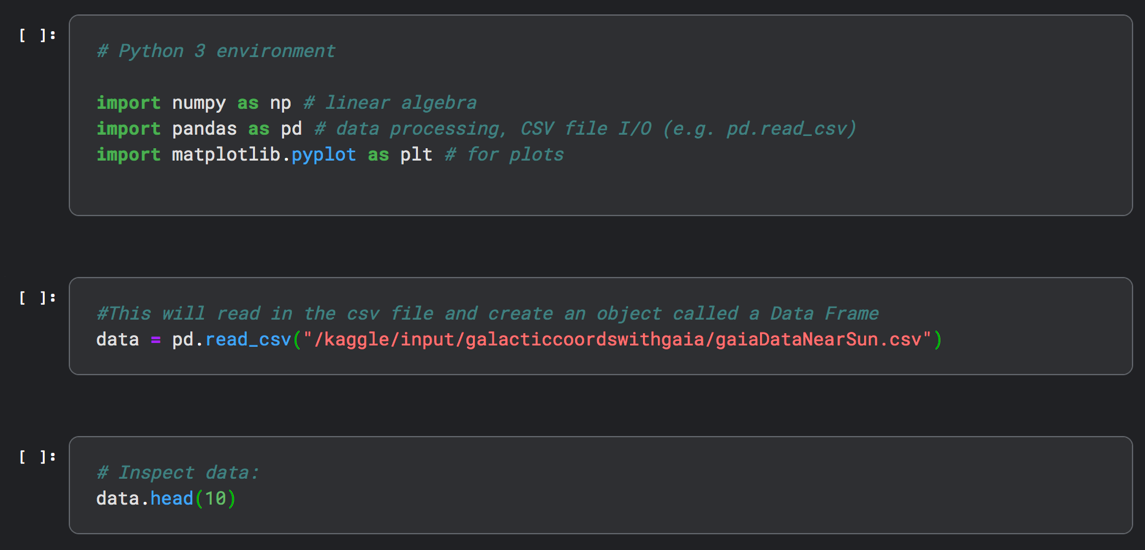 [ ]:
# Python 3 environment
import numpy as np # linear algebra
import pandas as pd # data processing, CSV file I/O (e.g. pd.read_csv)
import matplotlib.pyplot as plt # for plots
[ ]:
#This will read in the csv file and create an object called a Data Frame
data = pd.read_csv("/kaggle/input/galacticcoordswithgaia/gaiaDataNearSun.csv")
[ ]:
# Inspect data:
data.head(10)